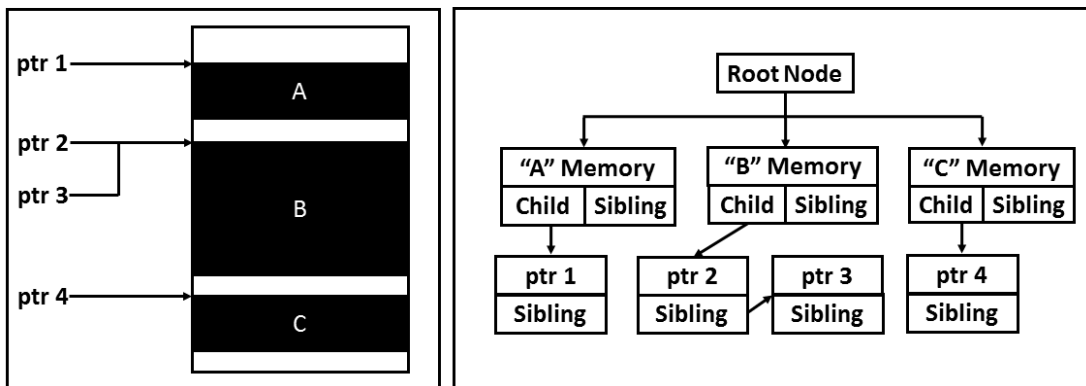 ptr 1
A
ptr 2
ptr 3
B
ptr 4
C
Root Node
“A” Memory
Child Sibling
“B” Memory
Child Sibling
“C” Memory
Child Sibling
ptr 1
Sibling
ptr 2
Sibling
ptr 3
Sibling
ptr 4
Sibling